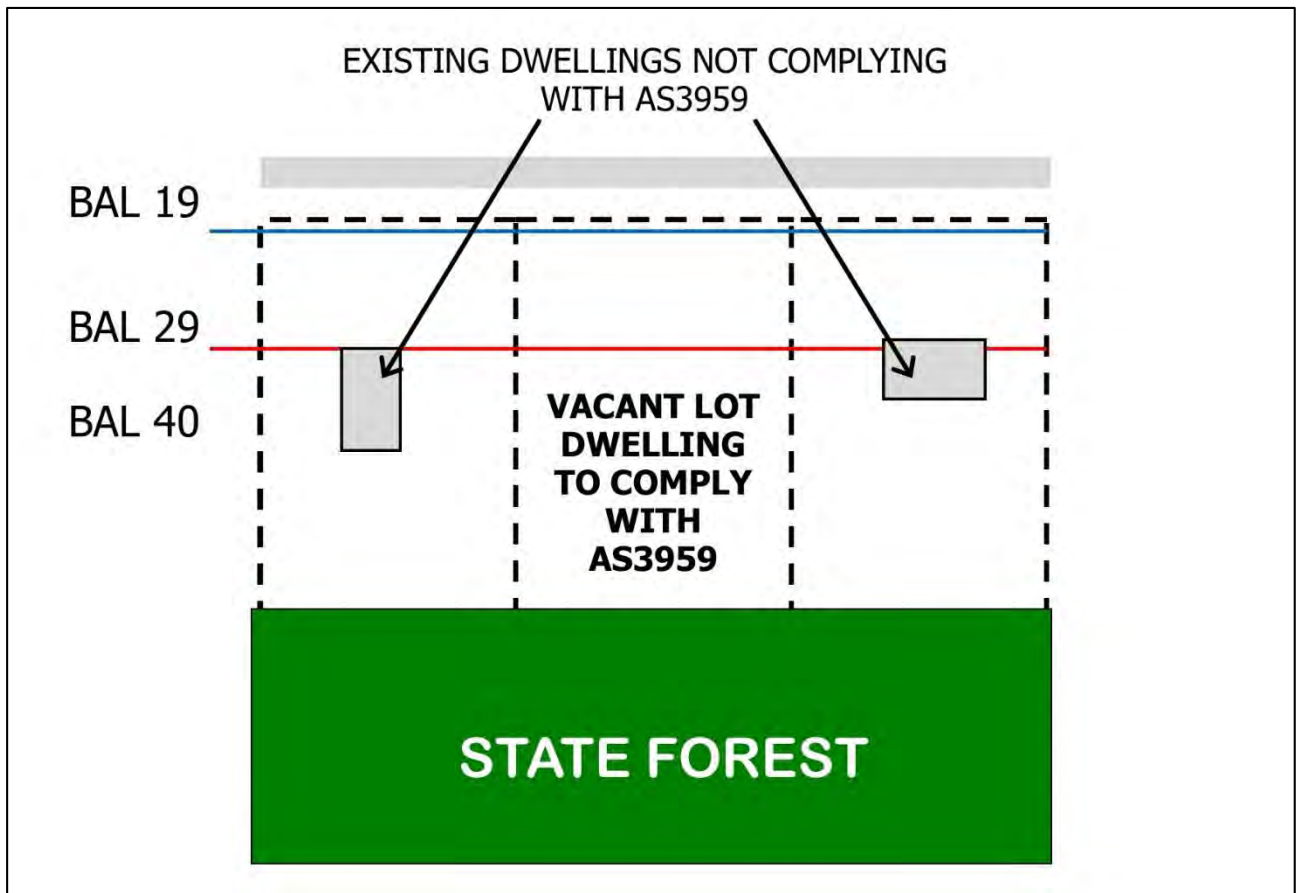 EXISTING DWELLINGS NOT COMPLYING
WITH AS3959
BAL 19
BAL 29
BAL 40
VACANT LOT
DWELLING
TO COMPLY
WITH
AS3959
STATE FOREST